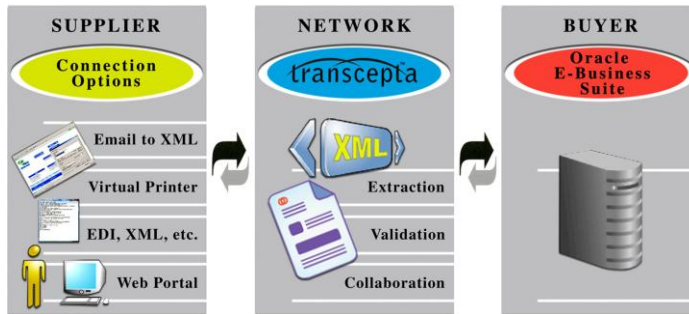 SUPPLIER
Connection
Options
Email to XML
Virtual Printer
EDI, XML, etc.
Web Portal
NETWORK
transcepta™
XML
Extraction
Validation
Collaboration
BUYER
Oracle
E-Business
Suite